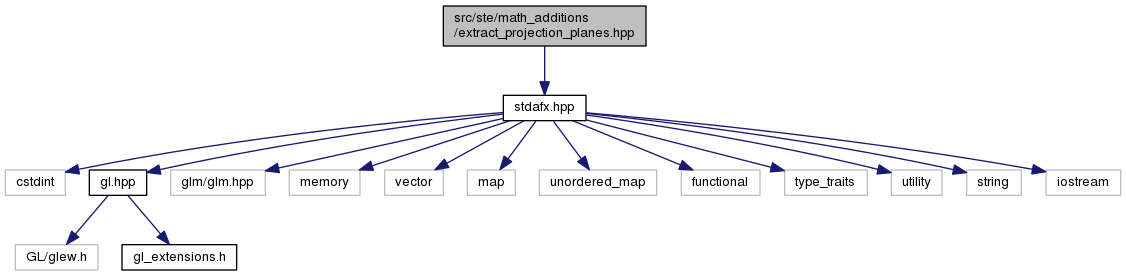 src/ste/math_additions
/extract_projection_planes.hpp
stdafx.hpp
cstdint
gl.hpp
glm/glm.hpp
memory
vector
map
unordered_map
functional
type_traits
utility
string
iostream
GL/glew.h
gl_extensions.h